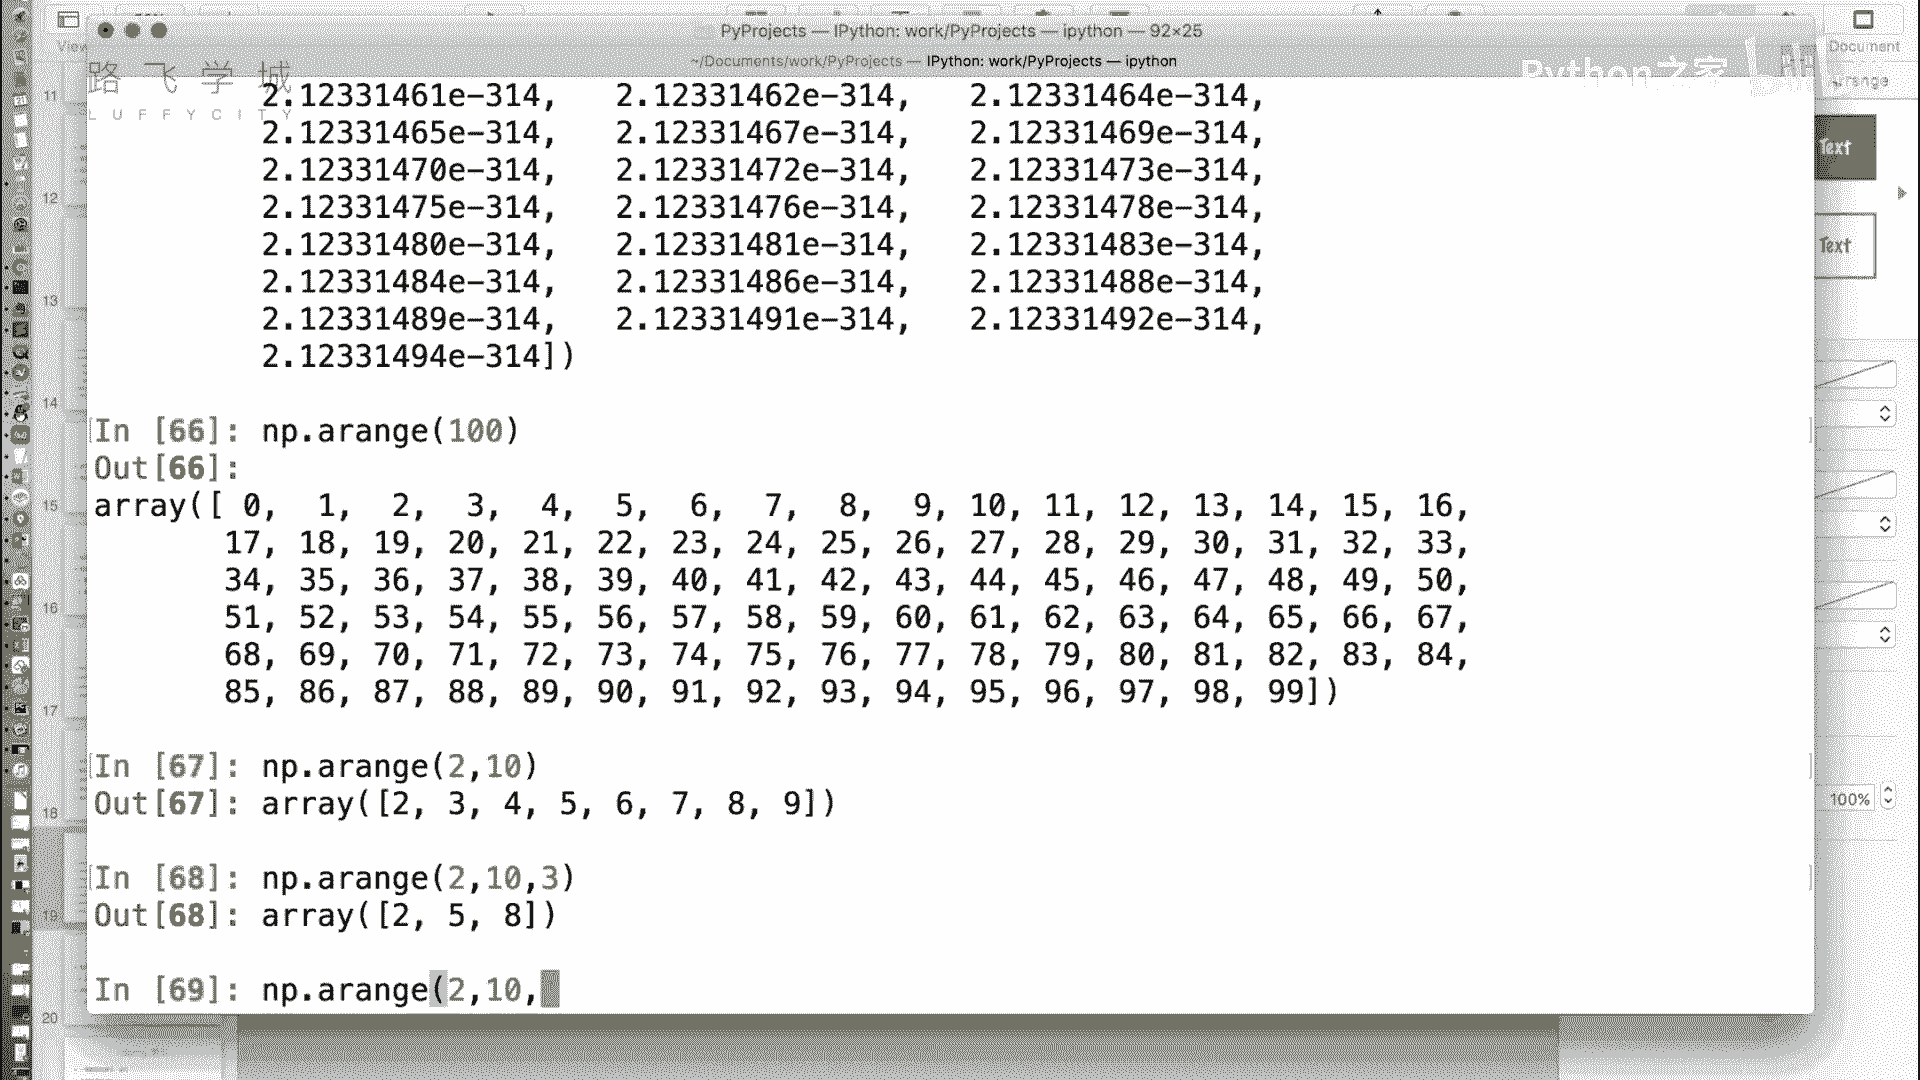 PyProjects — IPython: work/PyProjects — ipython — 92×25
~/Documents/work/PyProjects — IPython: work/PyProjects — ipython
View
Document
路飞学城
LUFFYCITY
Python之家
2.12331461e-314, 2.12331462e-314, 2.12331464e-314,
2.12331465e-314, 2.12331467e-314, 2.12331469e-314,
2.12331470e-314, 2.12331472e-314, 2.12331473e-314,
2.12331475e-314, 2.12331476e-314, 2.12331478e-314,
2.12331480e-314, 2.12331481e-314, 2.12331483e-314,
2.12331484e-314, 2.12331486e-314, 2.12331488e-314,
2.12331489e-314, 2.12331491e-314, 2.12331492e-314,
2.12331494e-314])
In [66]: np.arange(100)
Out[66]:
array([ 0, 1, 2, 3, 4, 5, 6, 7, 8, 9, 10, 11, 12, 13, 14, 15, 16,
17, 18, 19, 20, 21, 22, 23, 24, 25, 26, 27, 28, 29, 30, 31, 32, 33,
34, 35, 36, 37, 38, 39, 40, 41, 42, 43, 44, 45, 46, 47, 48, 49, 50,
51, 52, 53, 54, 55, 56, 57, 58, 59, 60, 61, 62, 63, 64, 65, 66, 67,
68, 69, 70, 71, 72, 73, 74, 75, 76, 77, 78, 79, 80, 81, 82, 83, 84,
85, 86, 87, 88, 89, 90, 91, 92, 93, 94, 95, 96, 97, 98, 99])
In [67]: np.arange(2,10)
Out[67]: array([2, 3, 4, 5, 6, 7, 8, 9])
In [68]: np.arange(2,10,3)
Out[68]: array([2, 5, 8])
In [69]: np.arange(2,10,
11
12
13
14
15
16
17
18
19
20
Text
Text
100%